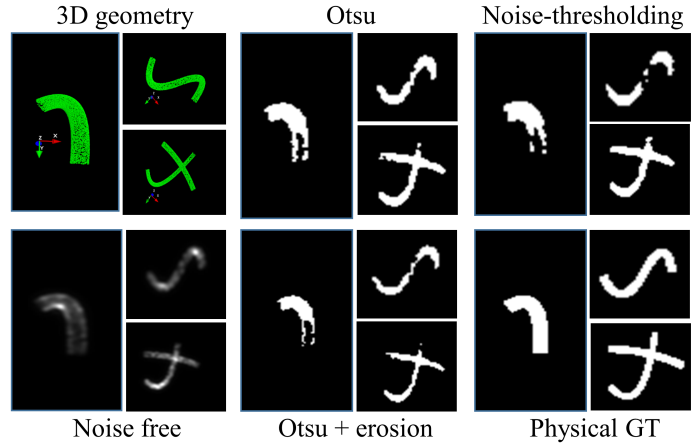 3D geometry
Otsu
Noise-thresholding
Noise free
Otsu + erosion
Physical GT